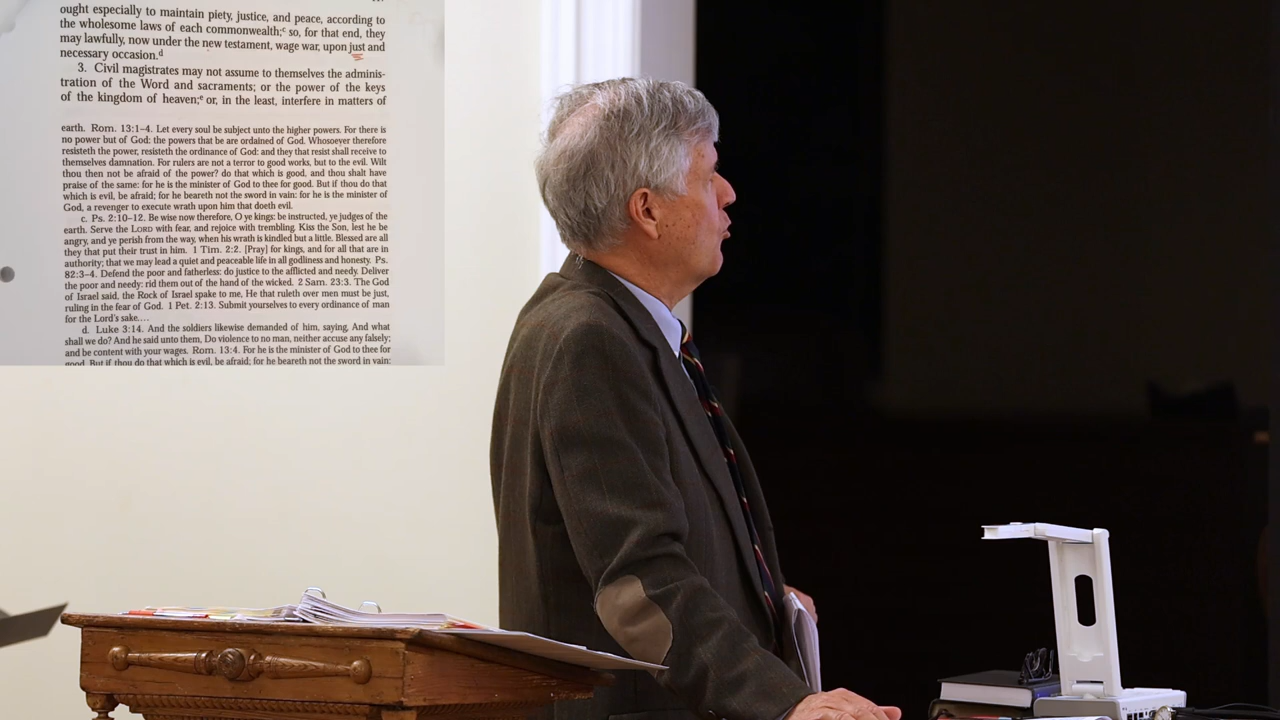 ought especially to maintain piety, justice, and peace, according to
the wholesome laws of each commonwealth;c so, for that end, they
may lawfully, now under the new testament, wage war, upon just and
necessary occasion.d
3. Civil magistrates may not assume to themselves the adminis-
tration of the Word and sacraments; or the power of the keys
of the kingdom of heaven;e or, in the least, interfere in matters of
earth. Rom. 13:1–4. Let every soul be subject unto the higher powers. For there is
no power but of God: the powers that be are ordained of God. Whosoever therefore
resisteth the power, resisteth the ordinance of God: and they that resist shall receive to
themselves damnation. For rulers are not a terror to good works, but to the evil. Wilt
thou then not be afraid of the power? do that which is good, and thou shalt have
praise of the same: for he is the minister of God to thee for good. But if thou do that
which is evil, be afraid; for he beareth not the sword in vain: for he is the minister of
God, a revenger to execute wrath upon him that doeth evil.
c. Ps. 2:10–12. Be wise now therefore, O ye kings: be instructed, ye judges of the
earth. Serve the LORD with fear, and rejoice with trembling. Kiss the Son, lest he be
angry, and ye perish from the way, when his wrath is kindled but a little. Blessed are all
they that put their trust in him. 1 Tim. 2:2. [Pray] for kings, and for all that are in
authority; that we may lead a quiet and peaceable life in all godliness and honesty. Ps.
82:3–4. Defend the poor and fatherless: do justice to the afflicted and needy. Deliver
the poor and needy: rid them out of the hand of the wicked. 2 Sam. 23:3. The God
of Israel said, the Rock of Israel spake to me, He that ruleth over men must be just,
ruling in the fear of God. 1 Pet. 2:13. Submit yourselves to every ordinance of man
for the Lord's sake....
d. Luke 3:14. And the soldiers likewise demanded of him, saying, And what
shall we do? And he said unto them, Do violence to no man, neither accuse any falsely;
and be content with your wages. Rom. 13:4. For he is the minister of God to thee for
good. But if thou do that which is evil, be afraid; for he beareth not the sword in vain: